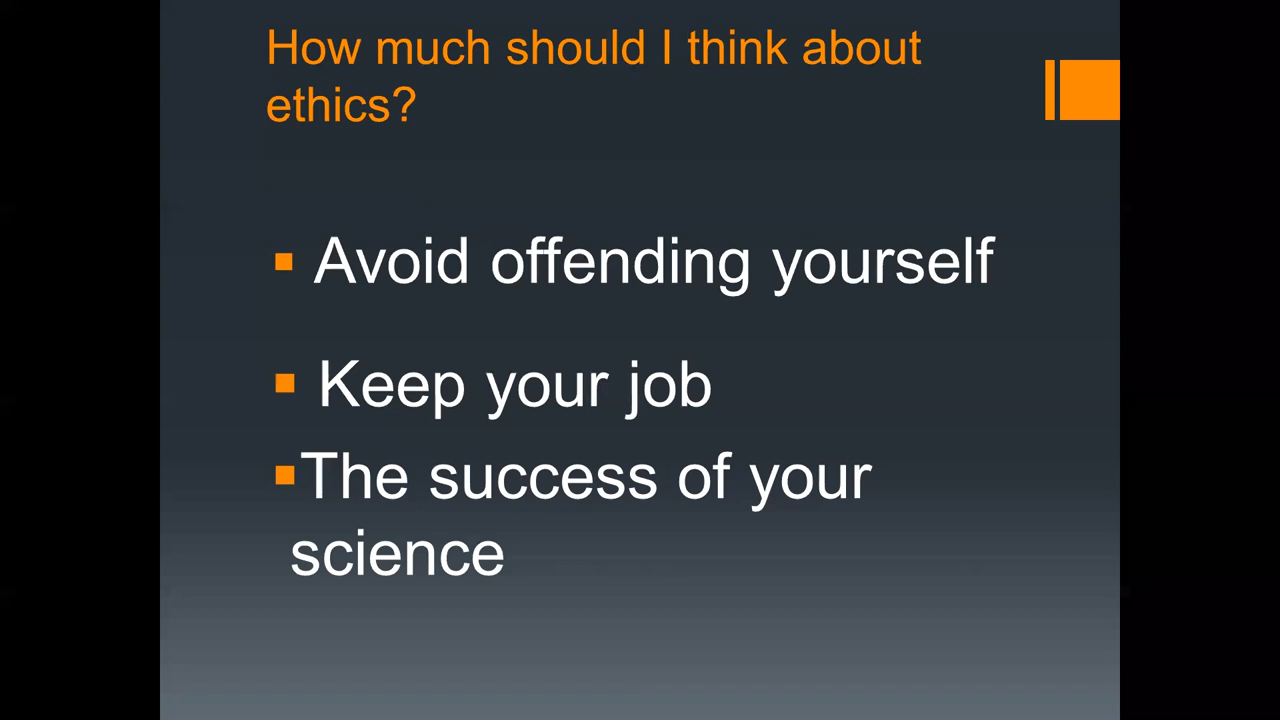 How much should I think about
ethics?
Avoid offending yourself
Keep your job
The success of your
science